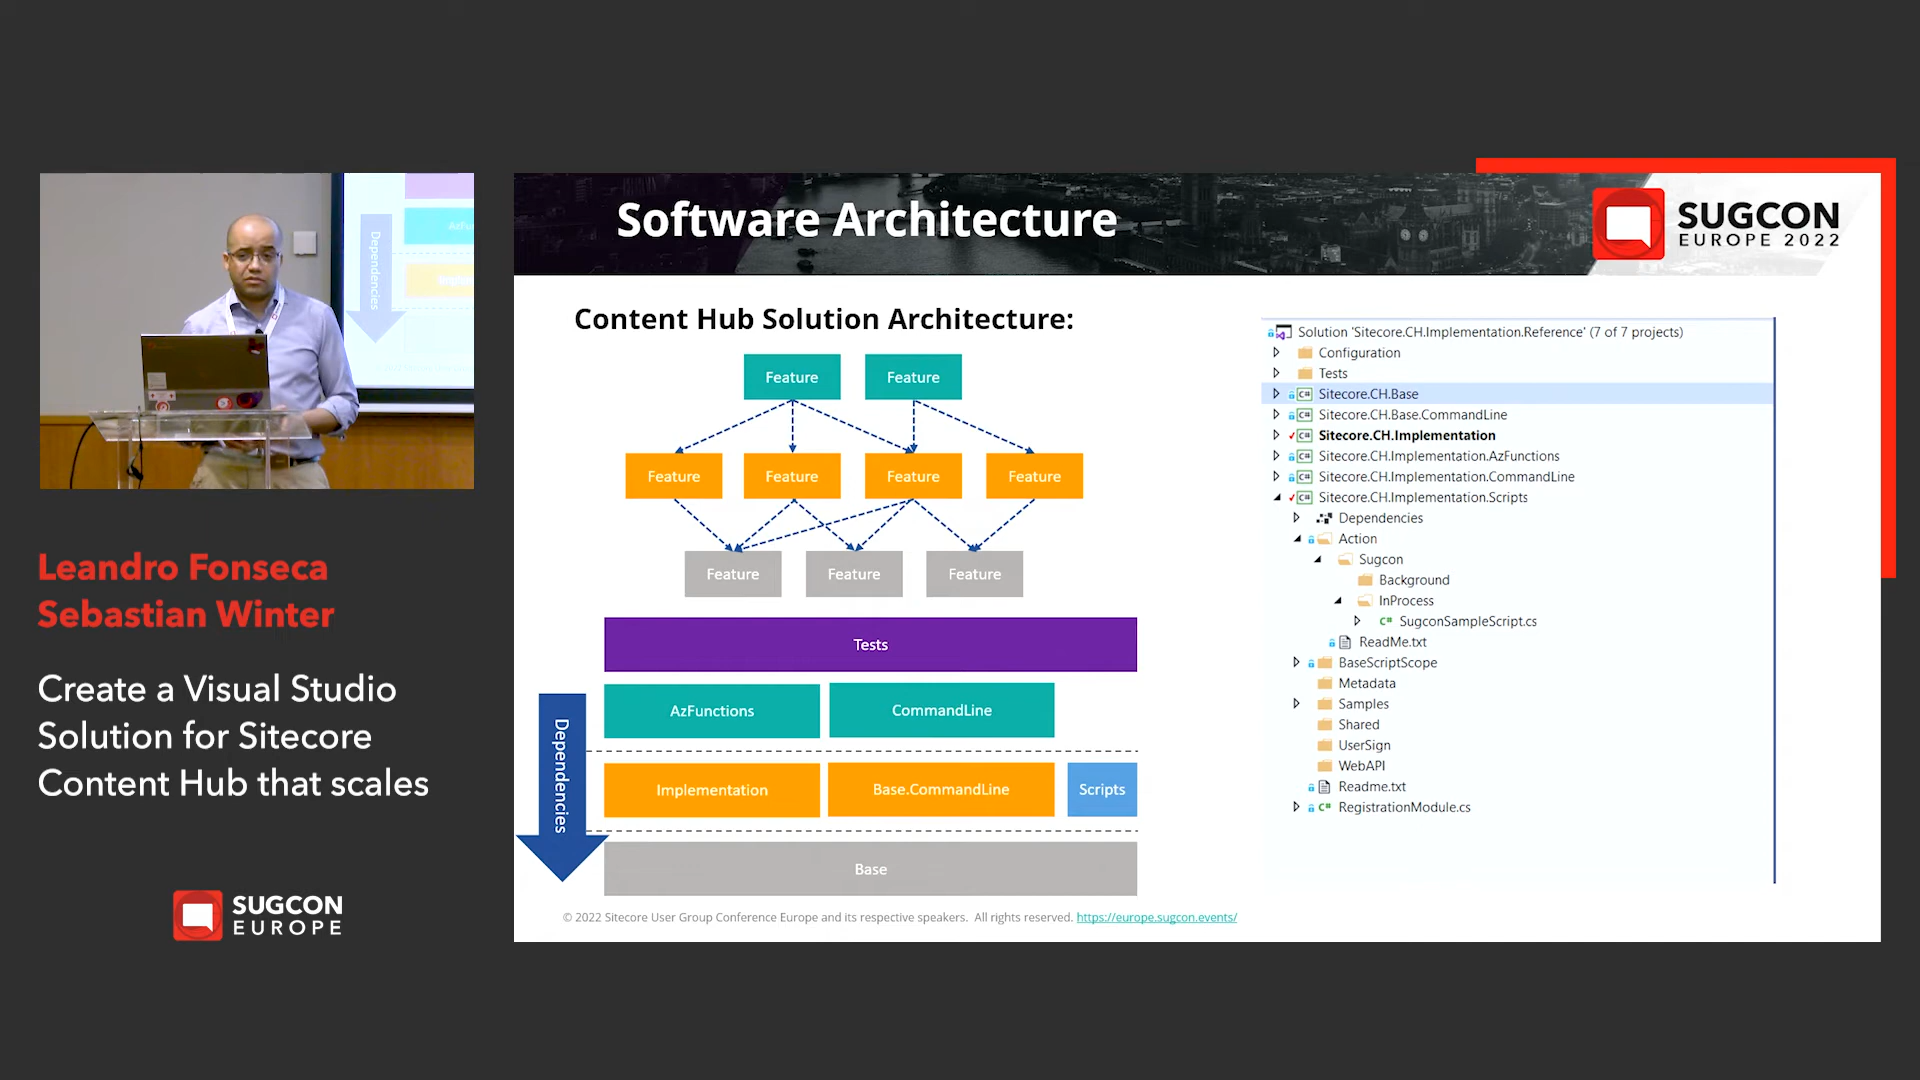 Dependencies
Leandro Fonseca
Sebastian Winter
Create a Visual Studio
Solution for Sitecore
Content Hub that scales
SUGCON
EUROPE
Software Architecture
SUGCON
EUROPE 2022
Content Hub Solution Architecture:
Feature Feature
Feature Feature Feature Feature
Feature Feature Feature
Tests
Dependencies
AzFunctions CommandLine
Implementation Base.CommandLine Scripts
Base
© 2022 Sitecore User Group Conference Europe and its respective speakers. All rights reserved. https://europe.sugcon.events/
Solution 'Sitecore.CH.Implementation.Reference' (7 of 7 projects)
Configuration
Tests
C# Sitecore.CH.Base
C# Sitecore.CH.Base.CommandLine
C# Sitecore.CH.Implementation
C# Sitecore.CH.Implementation.AzFunctions
C# Sitecore.CH.Implementation.CommandLine
C# Sitecore.CH.Implementation.Scripts
Dependencies
Action
Sugcon
Background
InProcess
C# SugconSampleScript.cs
ReadMe.txt
BaseScriptScope
Metadata
Samples
Shared
UserSign
WebAPI
Readme.txt
C# RegistrationModule.cs